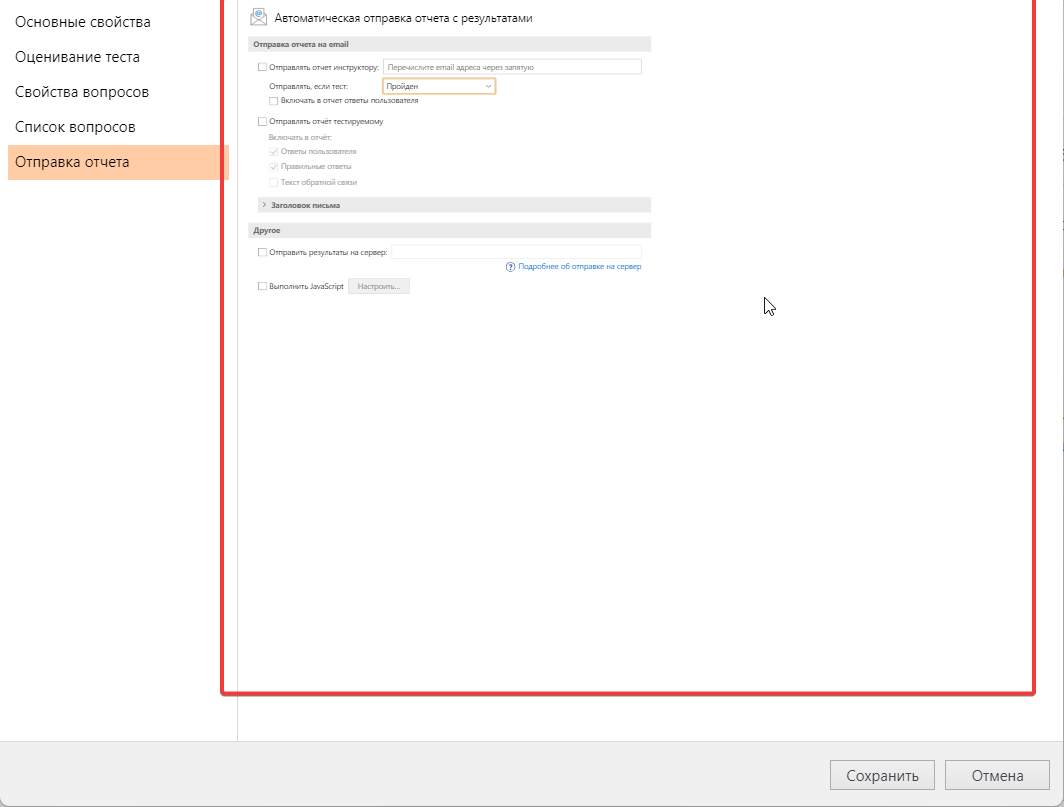 Основные свойства
Оценивание теста
Свойства вопросов
Список вопросов
Отправка отчета
Автоматическая отправка отчета с результатами
Отправка отчета на email
Отправлять отчет инструктору: Перечислите email адреса через запятую
Отправлять, если тест: Пройден
Включать в отчет ответы пользователя
Отправлять отчёт тестируемому
Включать в отчёт:
Ответы пользователя
Правильные ответы
Текст обратной связи
Заголовок письма
Другое
Отправить результаты на сервер:
? Подробнее об отправке на сервер
Выполнить JavaScript Настроить...
Сохранить Отмена